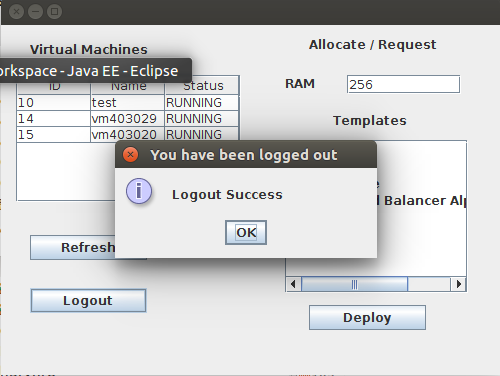 Virtual Machines
Allocate / Request
orkspace - Java EE - Eclipse
ID Name Status
RAM 256
10 test RUNNING
14 vm403029 RUNNING
15 vm403020 RUNNING
Templates
You have been logged out
Logout Success
Balancer Alp
OK
Refresh
Logout
Deploy